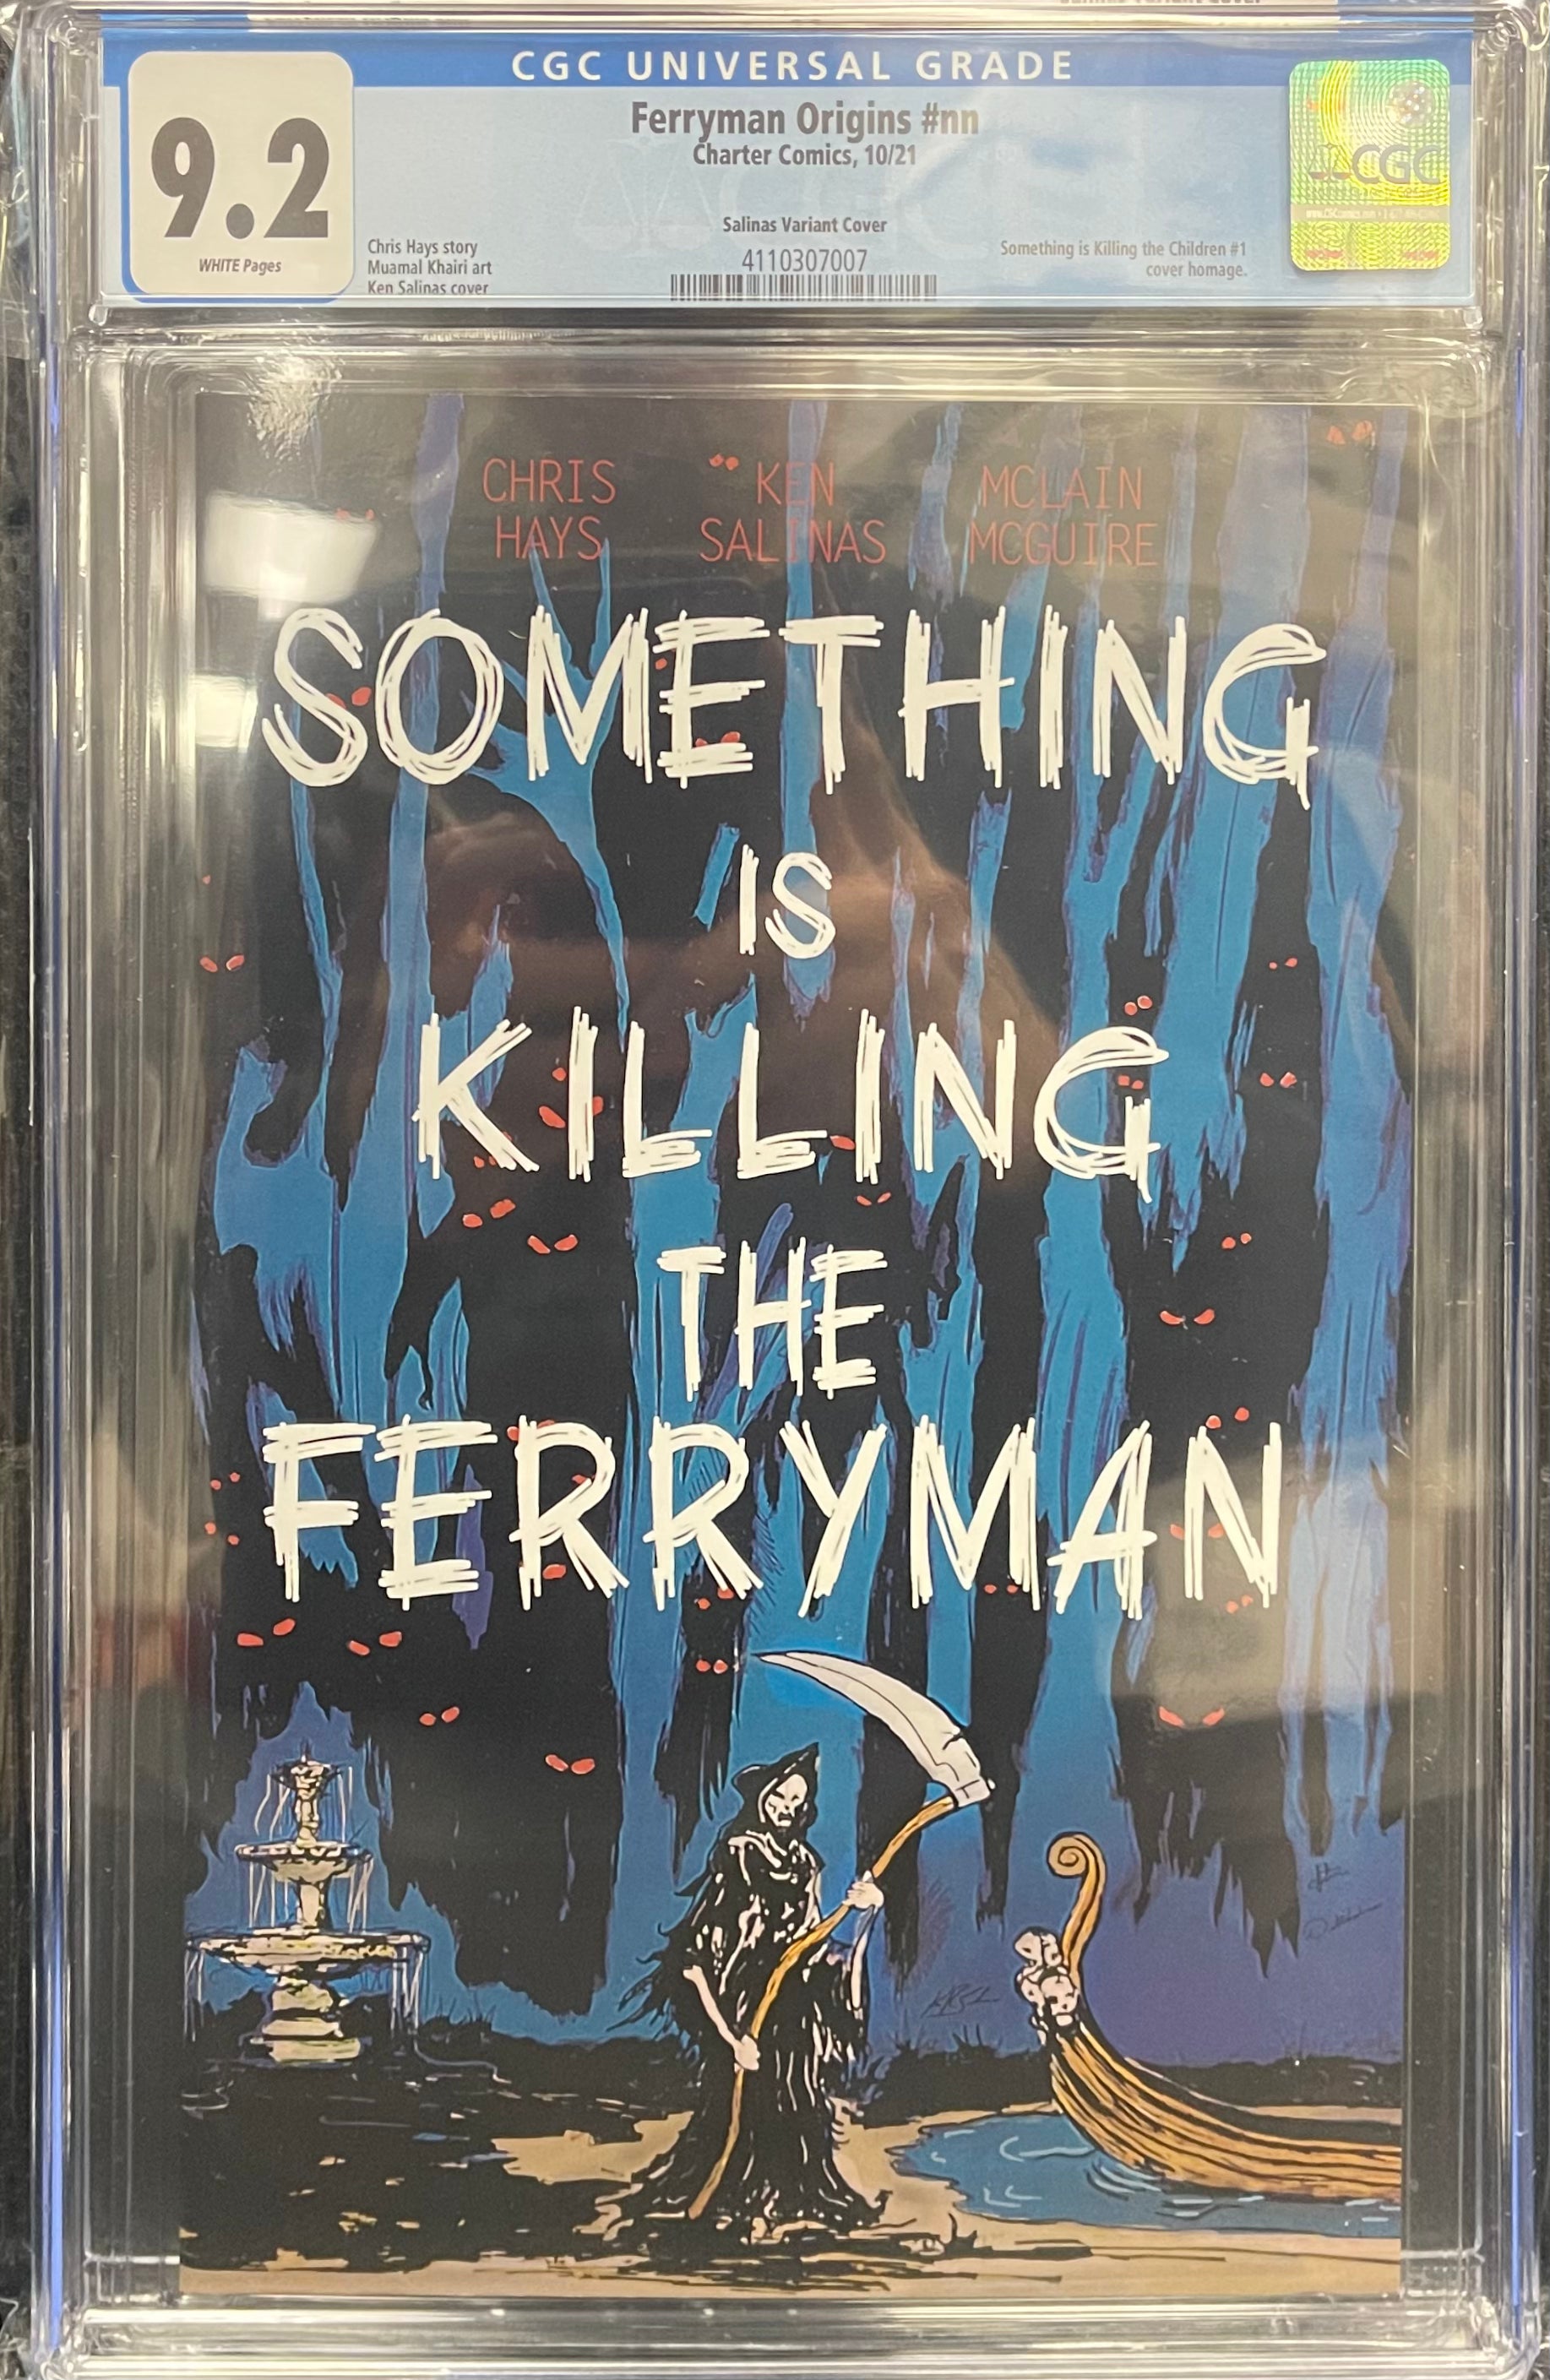 CGC UNIVERSAL GRADE
9.2
WHITE Pages
Ferryman Origins #nn
Charter Comics, 10/21
Salinas Variant Cover
4110307007
Chris Hays story
Muamal Khairi art
Ken Salinas cover
Something is Killing the Children #1
cover homage.
CGC
CHRIS HAYS
KEN SALINAS
MCLAIN MCGUIRE
SOMETHING
IS
KILLING
THE
FERRYMAN